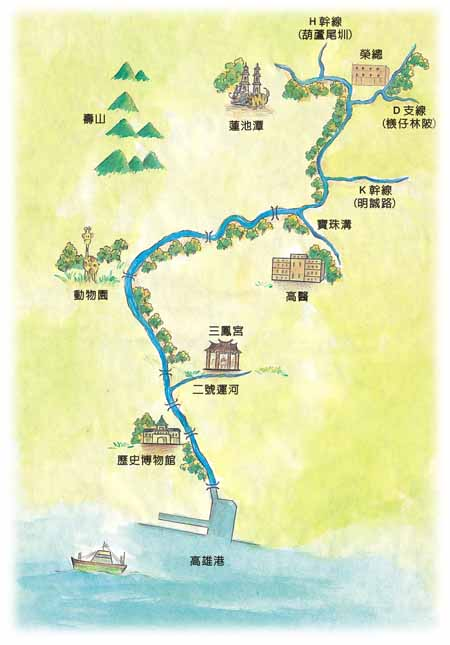 H 幹線
(葫蘆尾圳)
榮總
D 支線
(檨仔林陂)
蓮池潭
壽山
K 幹線
(明誠路)
寶珠溝
高醫
動物園
三鳳宮
二號運河
歷史博物館
高雄港